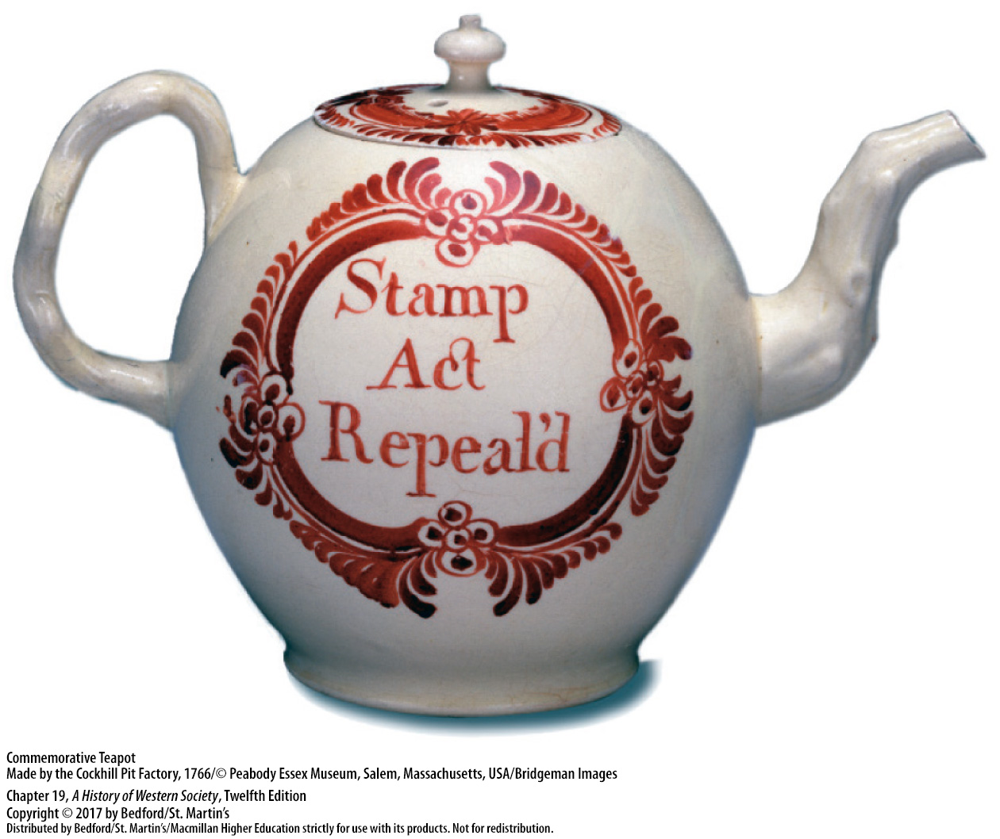 Stamp
Act
Repeal'd
Commemorative Teapot
Made by the Cockhill Pit Factory, 1766/© Peabody Essex Museum, Salem, Massachusetts, USA/Bridgeman Images
Chapter 19, A History of Western Society, Twelfth Edition
Copyright © 2017 by Bedford/St. Martin's
Distributed by Bedford/St. Martin's/Macmillan Higher Education strictly for use with its products. Not for redistribution.